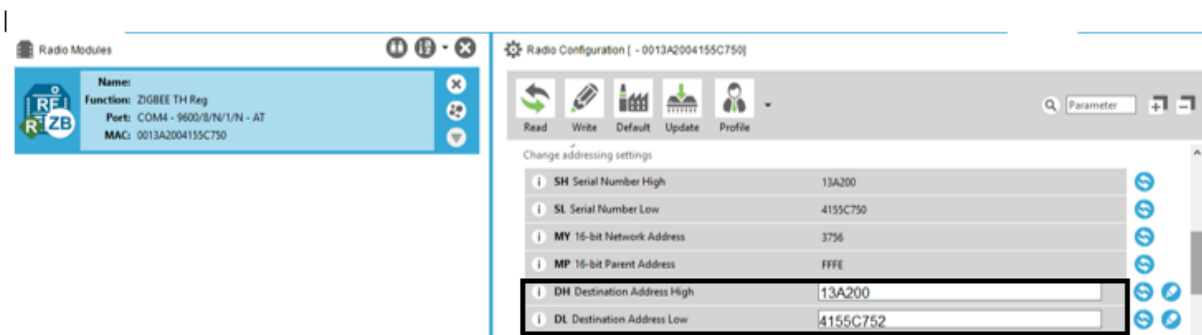 Radio Modules
Name:
Function: ZIGBEE TH Reg
Port: COM4 - 9600/8/N/1/N - AT
MAC: 0013A2004155C750
RF
R ZB
Radio Configuration [ - 0013A2004155C750]
Read Write Default Update Profile
Parameter
Change addressing settings
i SH Serial Number High 13A200
i SL Serial Number Low 4155C750
i MY 16-bit Network Address 3756
i MP 16-bit Parent Address FFFE
i DH Destination Address High 13A200
i DL Destination Address Low 4155C752